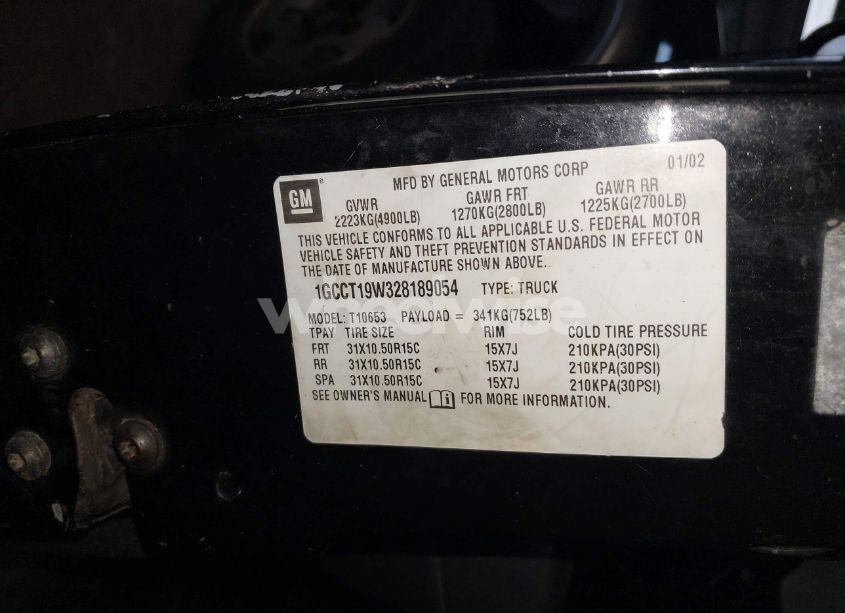 GM
MFD BY GENERAL MOTORS CORP 01/02
GVWR GAWR FRT GAWR RR
2223KG(4900LB) 1270KG(2800LB) 1225KG(2700LB)
THIS VEHICLE CONFORMS TO ALL APPLICABLE U.S. FEDERAL MOTOR
VEHICLE SAFETY AND THEFT PREVENTION STANDARDS IN EFFECT ON
THE DATE OF MANUFACTURE SHOWN ABOVE..
1GCCT19W328189054 TYPE: TRUCK
MODEL: T10653 PAYLOAD = 341KG(752LB)
TPAY TIRE SIZE RIM COLD TIRE PRESSURE
FRT 31X10.50R15C 15X7J 210KPA(30PSI)
RR 31X10.50R15C 15X7J 210KPA(30PSI)
SPA 31X10.50R15C 15X7J 210KPA(30PSI)
SEE OWNER'S MANUAL FOR MORE INFORMATION.